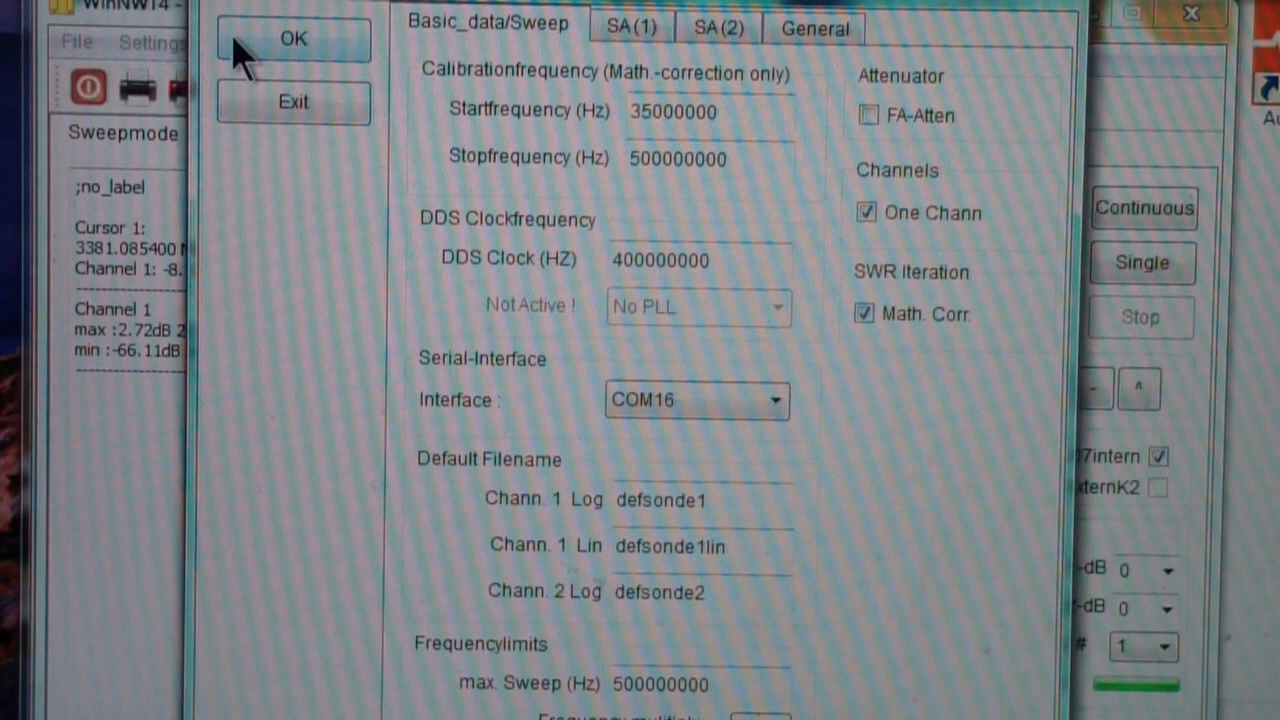 WinNWT4 -
File Settings
Sweepmode
;no_label
Cursor 1:
3381.085400
Channel 1: -8.
Channel 1
max :2.72dB 2
min :-66.11dB
OK
Exit
Basic_data/Sweep SA(1) SA(2) General
Calibrationfrequency (Math.-correction only)
Startfrequency (Hz) 35000000
Stopfrequency (Hz) 500000000
DDS Clockfrequency
DDS Clock (HZ) 400000000
Not Active ! No PLL
Serial-Interface
Interface : COM16
Default Filename
Chann. 1 Log defsonde1
Chann. 1 Lin defsonde1lin
Chann. 2 Log defsonde2
Frequencylimits
max. Sweep (Hz) 500000000
Attenuator
FA-Atten
Channels
One Chann
SWR Iteration
Math. Corr.
Continuous
Single
Stop
- ^
7intern
xternK2
-dB 0
-dB 0
# 1